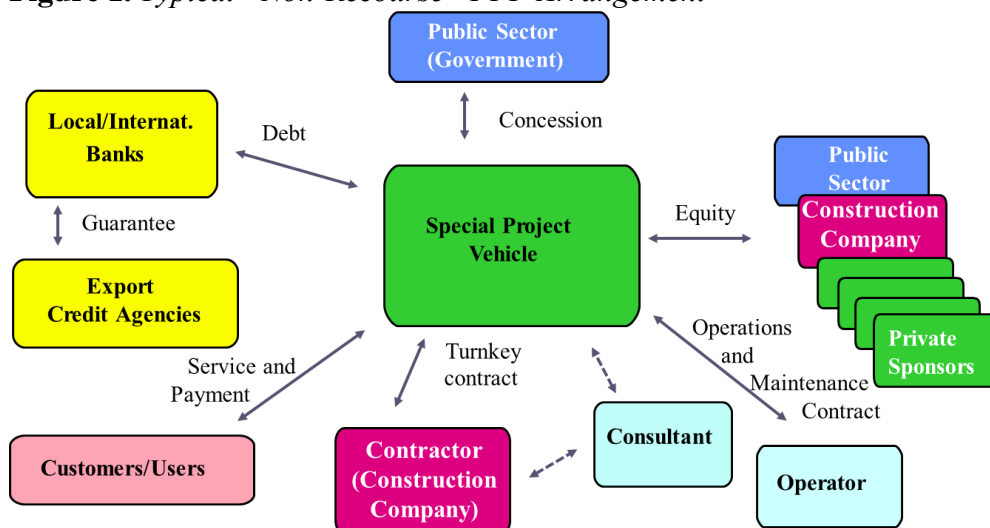 Figure Typical Non Recourse Arrangement
Public Sector
(Government)
Local/Internat.
Banks
Debt
Concession
Public
Sector
Guarantee
Special Project
Vehicle
Equity
Construction
Company
Export
Credit Agencies
Service and
Payment
Turnkey
contract
Operations
and
Maintenance
Contract
Private
Sponsors
Customers/Users
Contractor
(Construction
Company)
Consultant
Operator